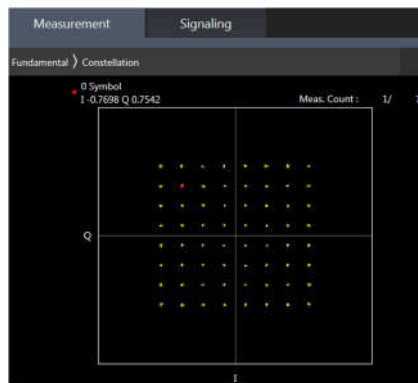 Measurement Signaling
Fundamental 〉 Constellation
0 Symbol
I -0.7698 Q 0.7542 Meas. Count : 1/
Q
I